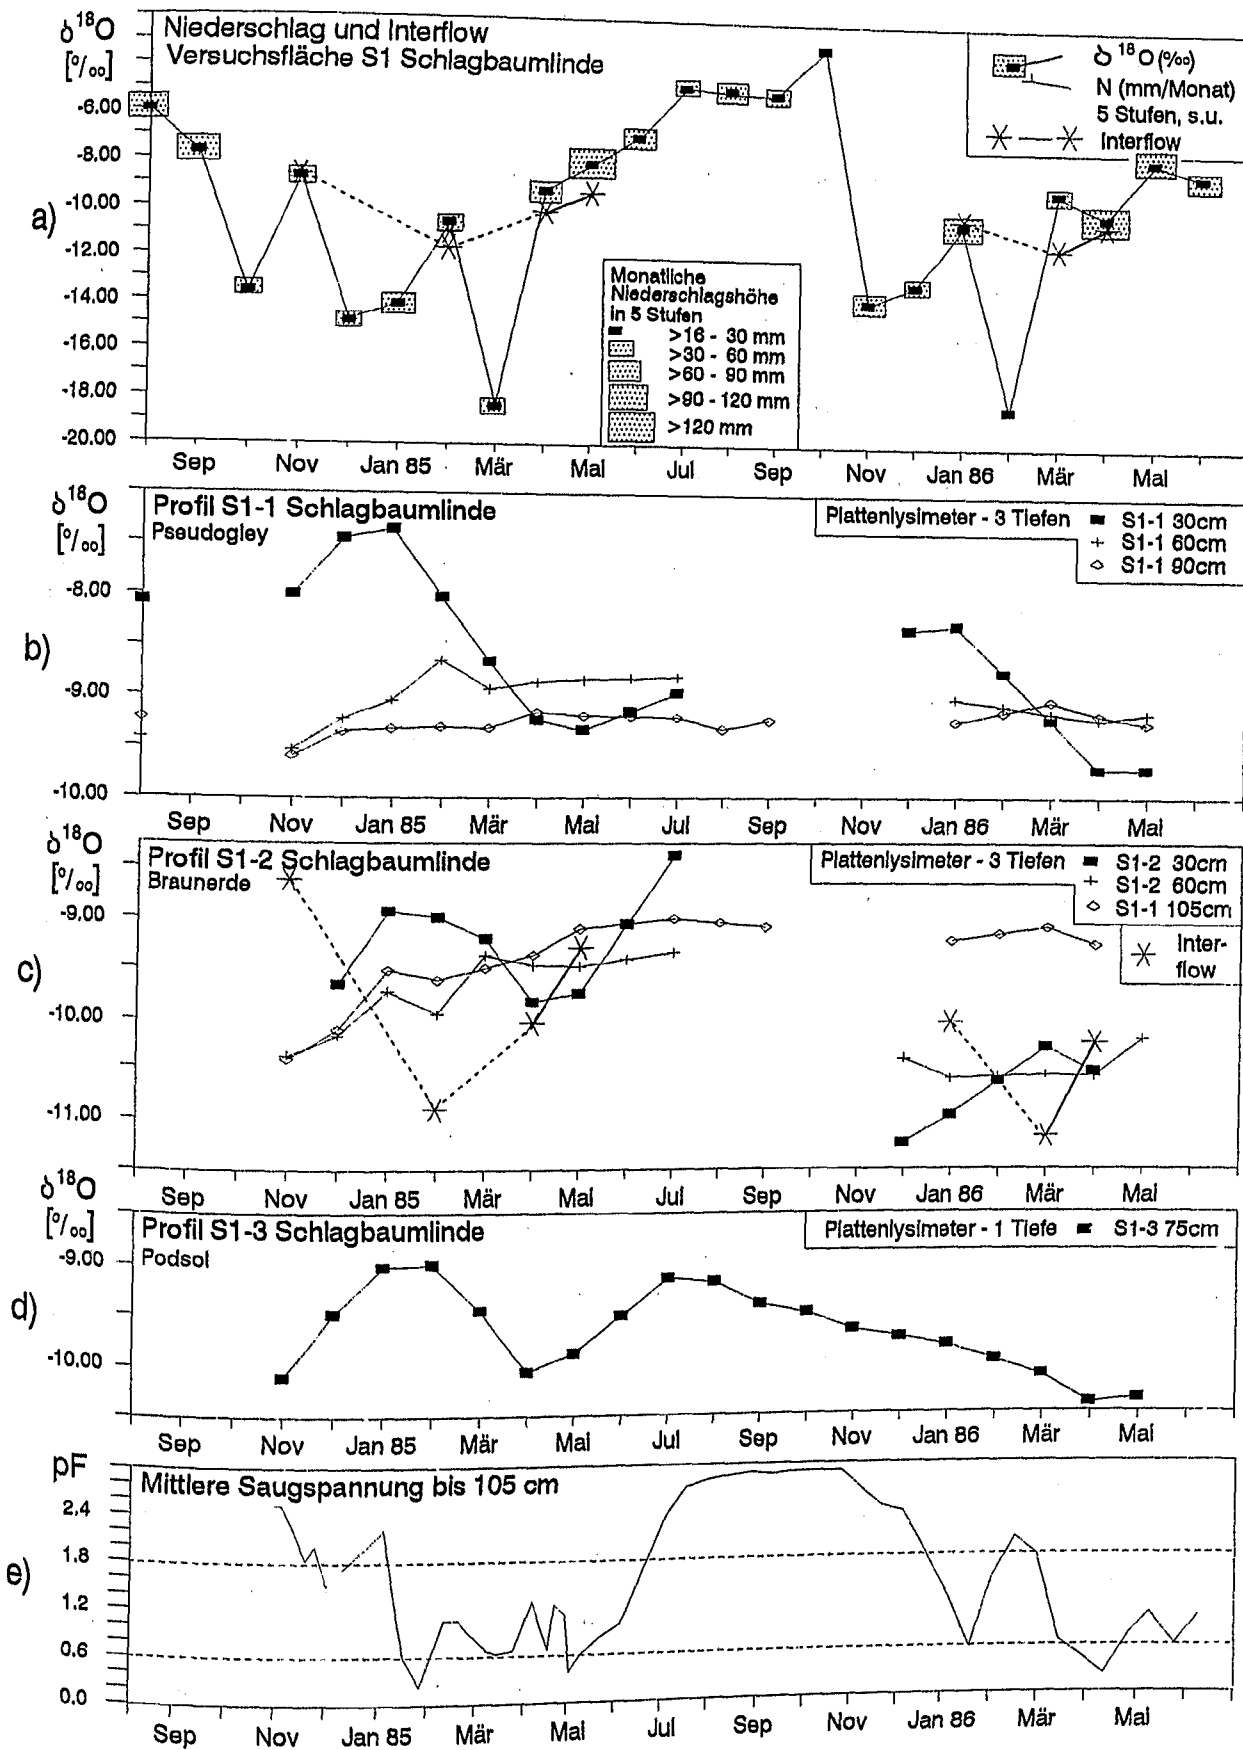 δ¹⁸O
[°/₀₀]
Niederschlag und Interflow
Versuchsfläche S1 Schlagbaumlinde
δ¹⁸O (‰)
N (mm/Monat)
5 Stufen, s.u.
Interflow
-6.00
-8.00
-10.00
-12.00
-14.00
-16.00
-18.00
-20.00
a)
Monatliche
Niederschlagshöhe
in 5 Stufen
>16 - 30 mm
>30 - 60 mm
>60 - 90 mm
>90 - 120 mm
>120 mm
Sep Nov Jan 85 Mär Mai Jul Sep Nov Jan 86 Mär Mai
δ¹⁸O
[°/₀₀]
Profil S1-1 Schlagbaumlinde
Pseudogley
Plattenlysimeter - 3 Tiefen
S1-1 30cm
S1-1 60cm
S1-1 90cm
-8.00
-9.00
-10.00
b)
Sep Nov Jan 85 Mär Mai Jul Sep Nov Jan 86 Mär Mai
δ¹⁸O
[°/₀₀]
Profil S1-2 Schlagbaumlinde
Braunerde
Plattenlysimeter - 3 Tiefen
S1-2 30cm
S1-2 60cm
S1-1 105cm
Inter-
flow
-9.00
-10.00
-11.00
c)
Sep Nov Jan 85 Mär Mai Jul Sep Nov Jan 86 Mär Mai
δ¹⁸O
[°/₀₀]
Profil S1-3 Schlagbaumlinde
Podsol
Plattenlysimeter - 1 Tiefe
S1-3 75cm
-9.00
-10.00
d)
Sep Nov Jan 85 Mär Mai Jul Sep Nov Jan 86 Mär Mai
pF
Mittlere Saugspannung bis 105 cm
2,4
1.8
1.2
0.6
0.0
e)
Sep Nov Jan 85 Mär Mai Jul Sep Nov Jan 86 Mär Mai